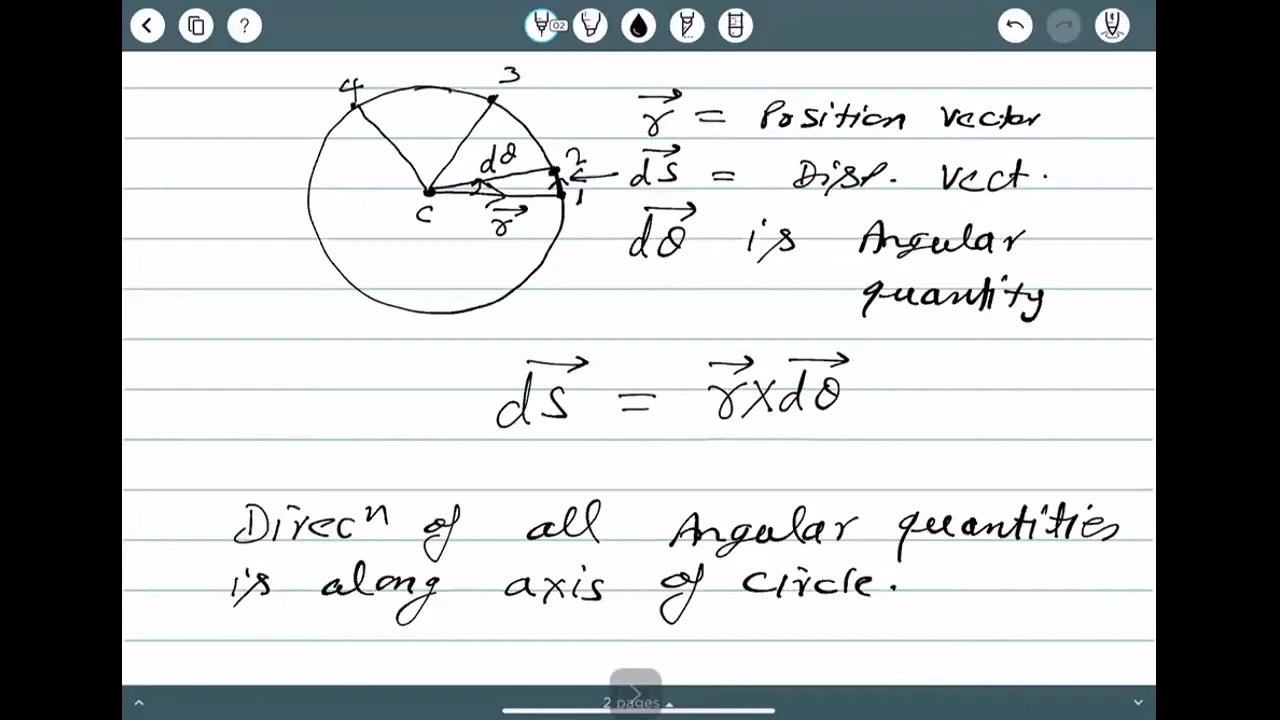 ?
02
4
3
r⃗ = Position vector
dθ
2
ds⃗ = Disp. vect.
1
C
r⃗
dθ⃗ is Angular
quantity
ds⃗ = r⃗ × dθ⃗
Direcⁿ of all Angular quantities
is along axis of circle.
2 pages